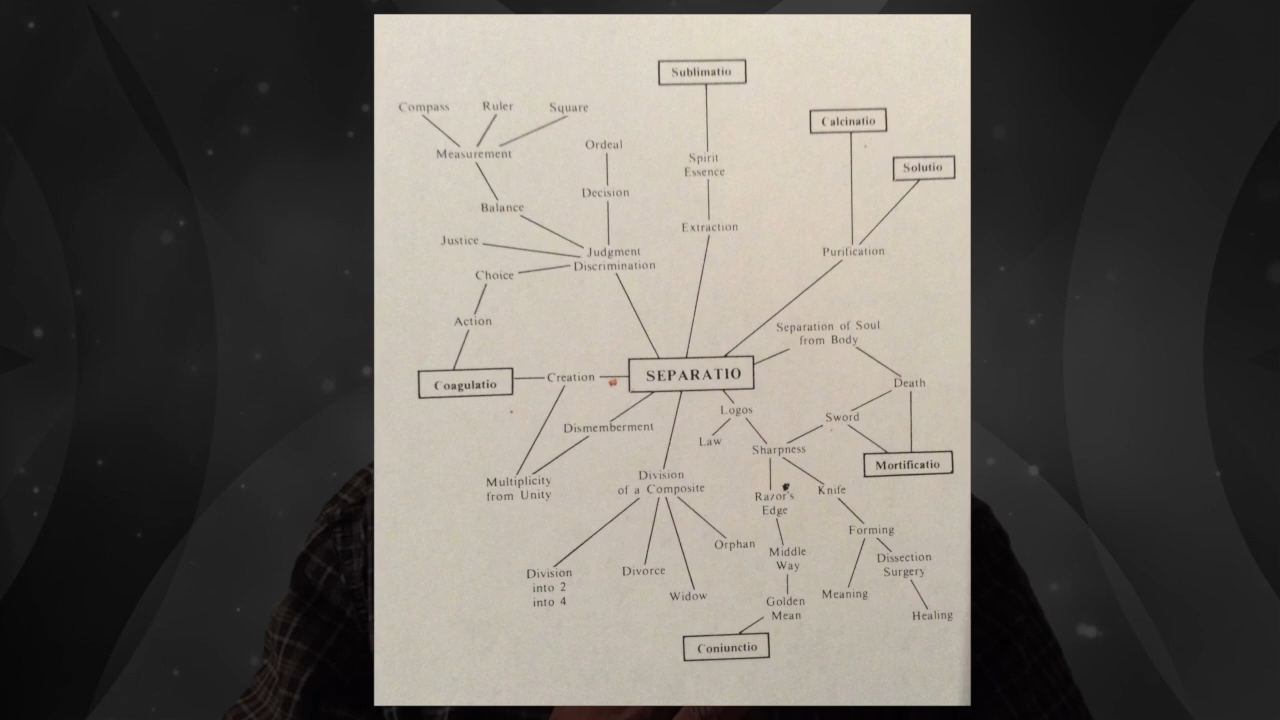 Sublimatio
Compass Ruler Square
Calcinatio
Ordeal
Measurement
Spirit
Essence
Solutio
Decision
Balance
Extraction
Justice
Judgment
Discrimination
Purification
Choice
Action
Separation of Soul
from Body
Coagulatio
Creation
SEPARATIO
Death
Logos
Sword
Dismemberment
Law
Sharpness
Mortificatio
Multiplicity
from Unity
Division
of a Composite
Razor's
Edge
Knife
Forming
Orphan
Middle
Way
Dissection
Surgery
Division
into 2
into 4
Divorce
Widow
Meaning
Golden
Mean
Healing
Coniunctio